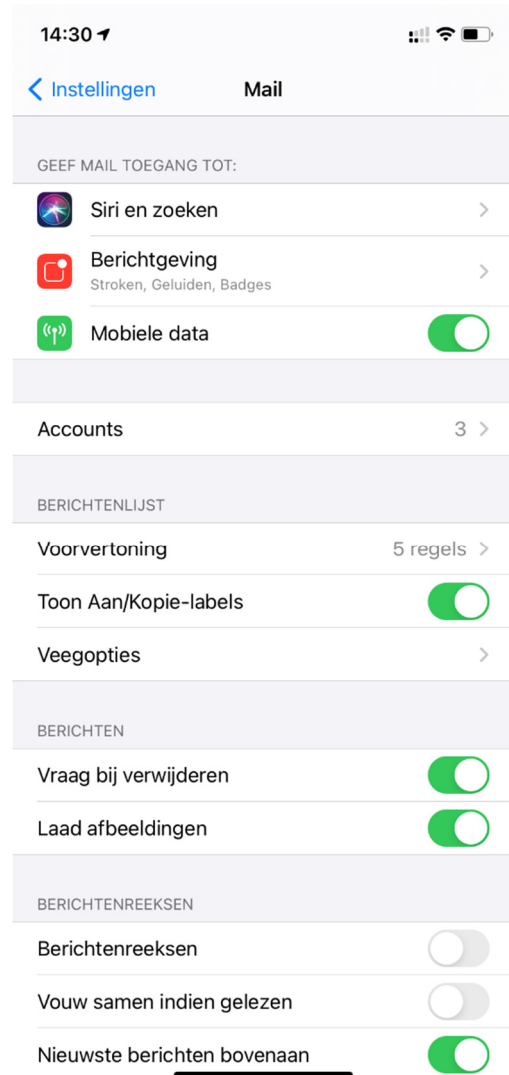 14:30
Instellingen Mail
GEEF MAIL TOEGANG TOT:
Siri en zoeken
Berichtgeving
Stroken, Geluiden, Badges
Mobiele data
Accounts 3
BERICHTENLIJST
Voorvertoning 5 regels
Toon Aan/Kopie-labels
Veegopties
BERICHTEN
Vraag bij verwijderen
Laad afbeeldingen
BERICHTENREEKSEN
Berichtenreeksen
Vouw samen indien gelezen
Nieuwste berichten bovenaan